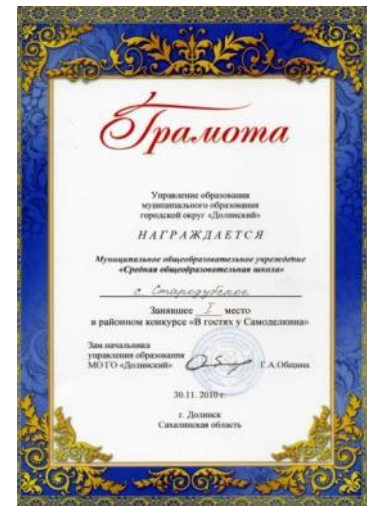 Грамота
Управление образования
муниципального образования
городской округ «Долинский»
НАГРАЖДАЕТСЯ
Муниципальное общеобразовательное учреждение
«Средняя общеобразовательная школа»
с. Стародубское
Занявшее I место
в районном конкурсе «В гостях у Самоделкина»
Зам.начальника
управления образования
МО ГО «Долинский» Г.А.Община
30.11. 2010 г.
г. Долинск
Сахалинская область